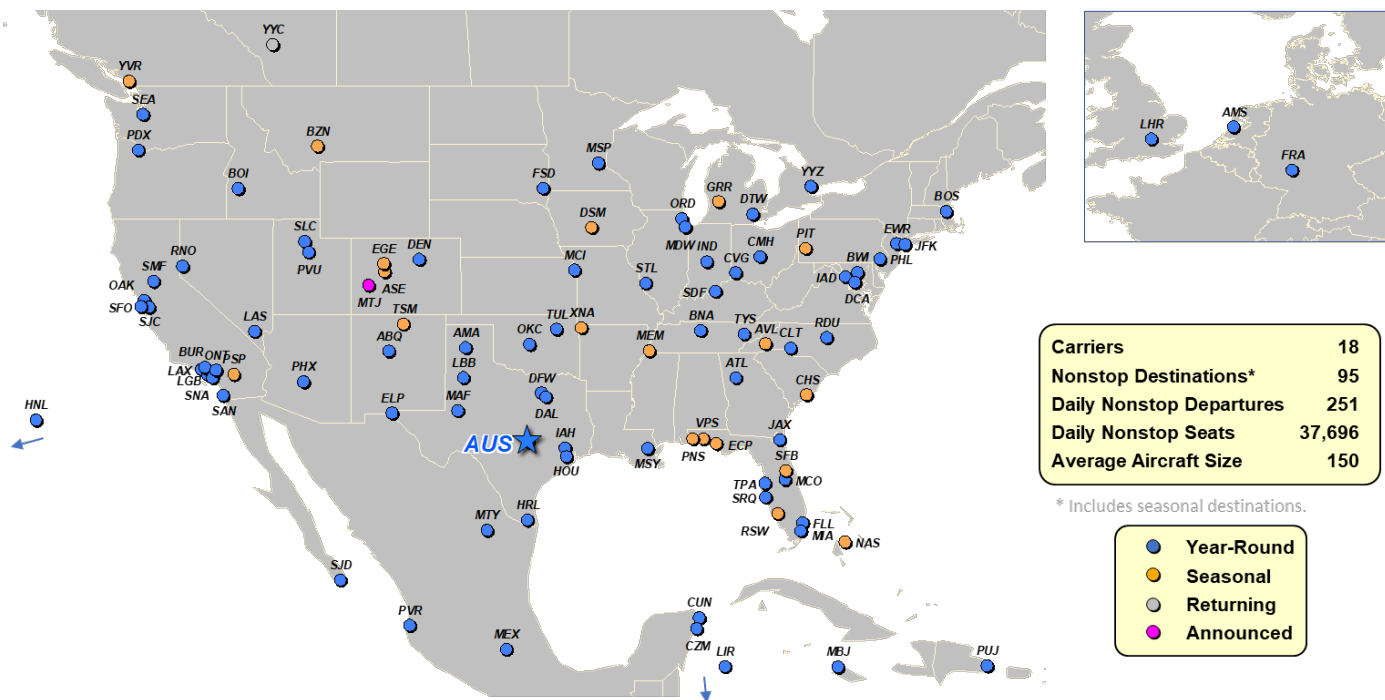 YYC
YVR
SEA
PDX
BZN
BOI
MSP
FSD
YYZ
LHR
AMS
FRA
GRR
DTW
ORD
BOS
DSM
MDW
IND
CMH
PIT
EWR
JFK
SLC
PVU
EGE
DEN
ASE
MTJ
MCI
STL
CVG
SDF
IAD
BWI
DCA
PHL
RNO
SMF
OAK
SFO
SJC
LAS
TSM
ABQ
AMA
OKC
TUL
XNA
MEM
BNA
TYS
AVL
CLT
RDU
BUR
ONT
PSP
LAX
LGB
SNA
SAN
PHX
LBB
ELP
MAF
DFW
DAL
ATL
CHS
HNL
AUS
IAH
HOU
MSY
PNS
VPS
ECP
JAX
SFB
MCO
TPA
SRQ
RSW
FLL
MIA
NAS
MTY
HRL
SJD
PVR
MEX
CUN
CZM
LIR
MBJ
PUJ
Carriers 18
Nonstop Destinations* 95
Daily Nonstop Departures 251
Daily Nonstop Seats 37,696
Average Aircraft Size 150
* Includes seasonal destinations.
Year-Round
Seasonal
Returning
Announced